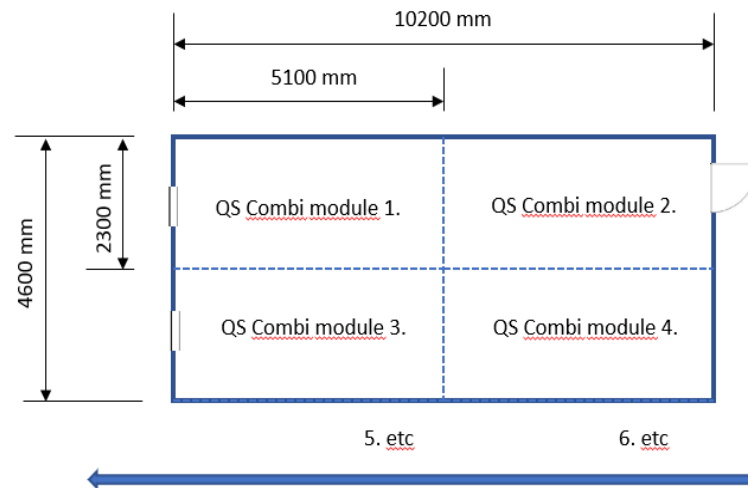 10200 mm
5100 mm
4600 mm
2300 mm
QS Combi module 1.
QS Combi module 2.
QS Combi module 3.
QS Combi module 4.
5. etc
6. etc